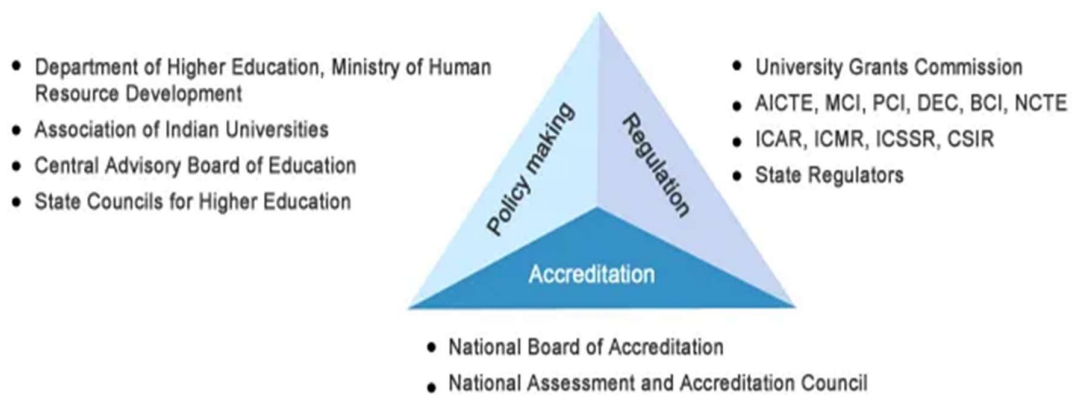 • Department of Higher Education, Ministry of Human
Resource Development
• Association of Indian Universities
• Central Advisory Board of Education
• State Councils for Higher Education
Policy making
Regulation
Accreditation
• University Grants Commission
• AICTE, MCI, PCI, DEC, BCI, NCTE
• ICAR, ICMR, ICSSR, CSIR
• State Regulators
• National Board of Accreditation
• National Assessment and Accreditation Council